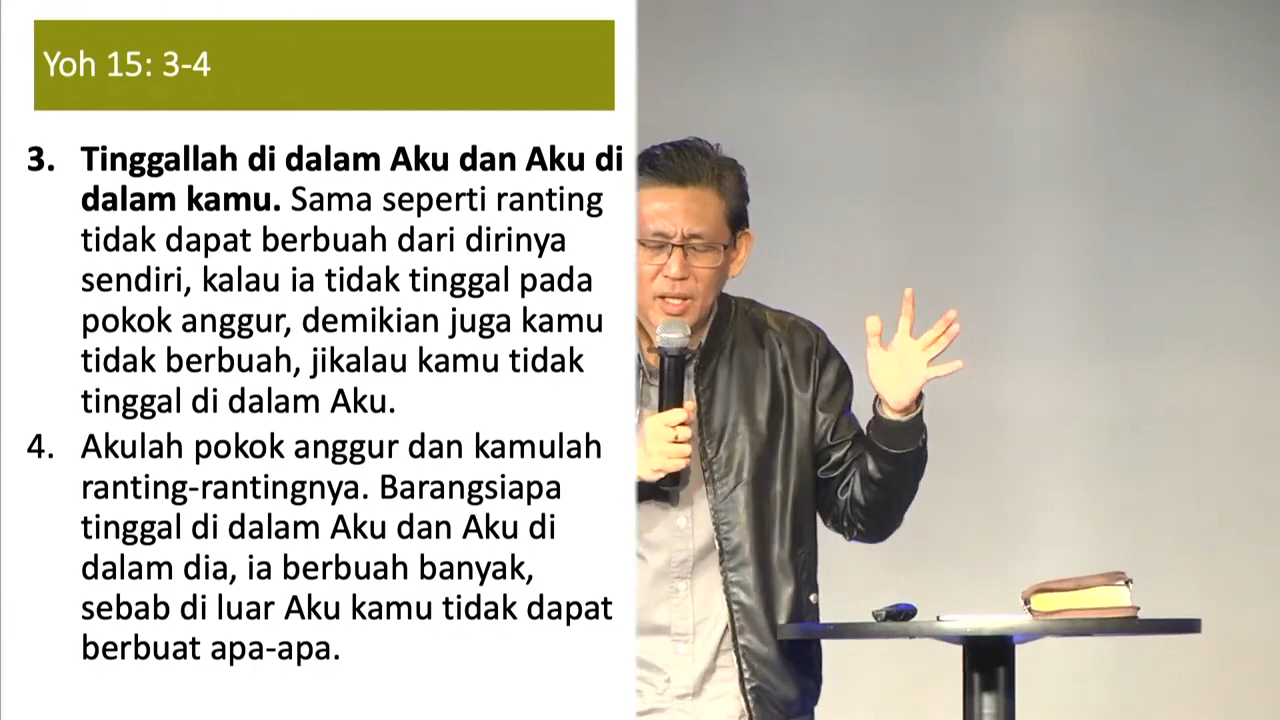 Yoh 15: 3-4
3. Tinggallah di dalam Aku dan Aku di
dalam kamu. Sama seperti ranting
tidak dapat berbuah dari dirinya
sendiri, kalau ia tidak tinggal pada
pokok anggur, demikian juga kamu
tidak berbuah, jikalau kamu tidak
tinggal di dalam Aku.
4. Akulah pokok anggur dan kamulah
ranting-rantingnya. Barangsiapa
tinggal di dalam Aku dan Aku di
dalam dia, ia berbuah banyak,
sebab di luar Aku kamu tidak dapat
berbuat apa-apa.